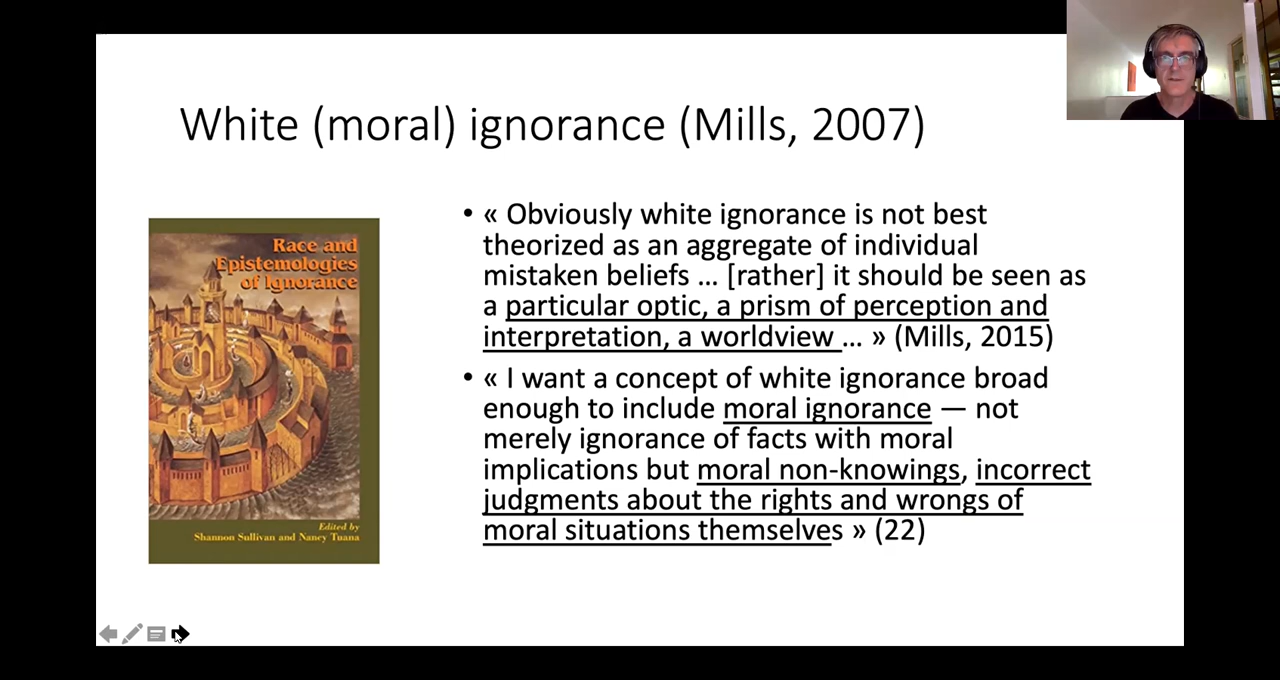 White (moral) ignorance (Mills, 2007)
Race and
Epistemologies
of Ignorance
Edited by
Shannon Sullivan and Nancy Tuana
• « Obviously white ignorance is not best
theorized as an aggregate of individual
mistaken beliefs … [rather] it should be seen as
a particular optic, a prism of perception and
interpretation, a worldview … » (Mills, 2015)
• « I want a concept of white ignorance broad
enough to include moral ignorance — not
merely ignorance of facts with moral
implications but moral non-knowings, incorrect
judgments about the rights and wrongs of
moral situations themselves » (22)